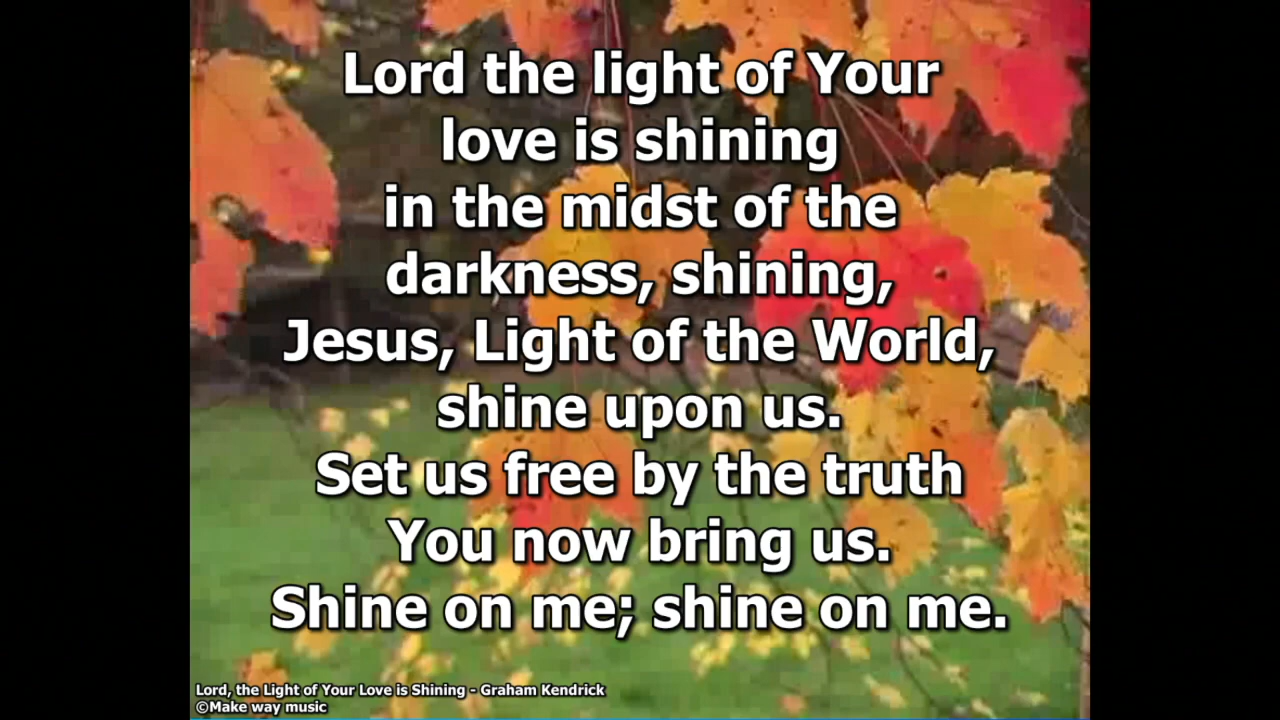 Lord the light of Your
love is shining
in the midst of the
darkness, shining,
Jesus, Light of the World,
shine upon us.
Set us free by the truth
You now bring us.
Shine on me; shine on me.
Lord, the Light of Your Love is Shining - Graham Kendrick
©Make way music